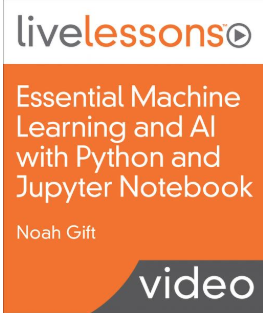 livelessons
Essential Machine
Learning and AI
with Python and
Jupyter Notebook
Noah Gift
video